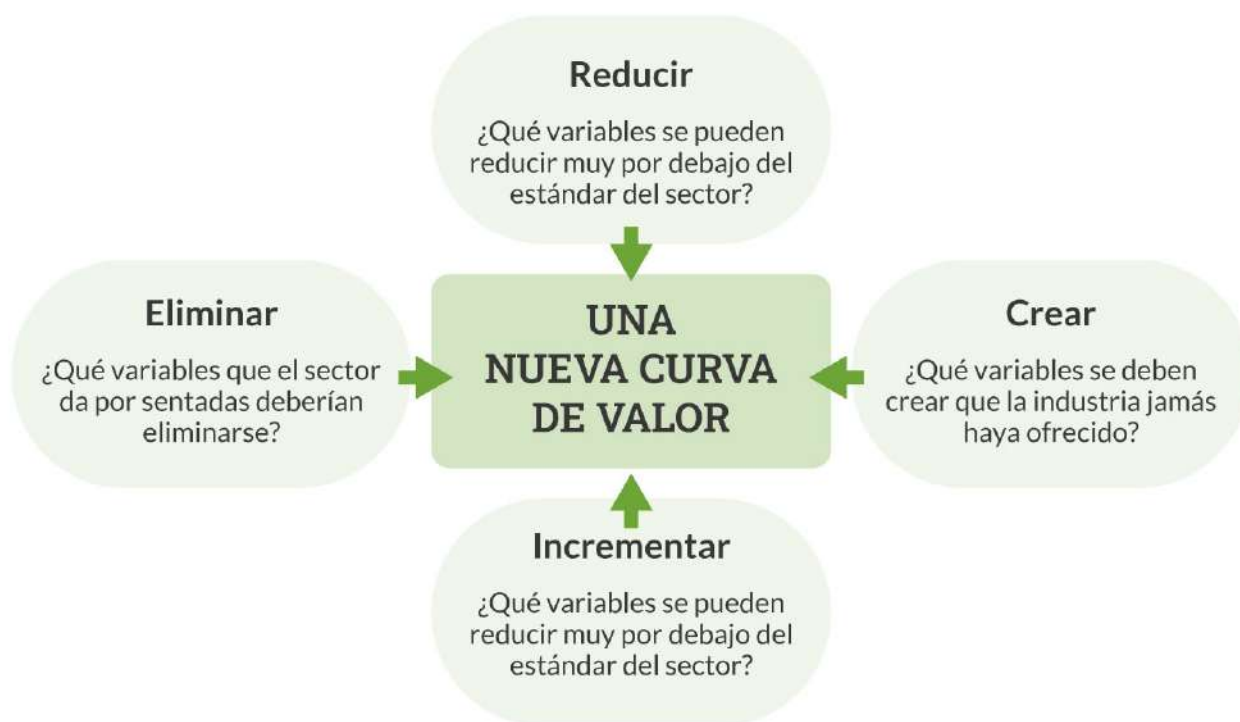 Reducir
¿Qué variables se pueden
reducir muy por debajo del
estándar del sector?
Eliminar
¿Qué variables que el sector
da por sentadas deberían
eliminarse?
UNA
NUEVA CURVA
DE VALOR
Crear
¿Qué variables se deben
crear que la industria jamás
haya ofrecido?
Incrementar
¿Qué variables se pueden
reducir muy por debajo del
estándar del sector?